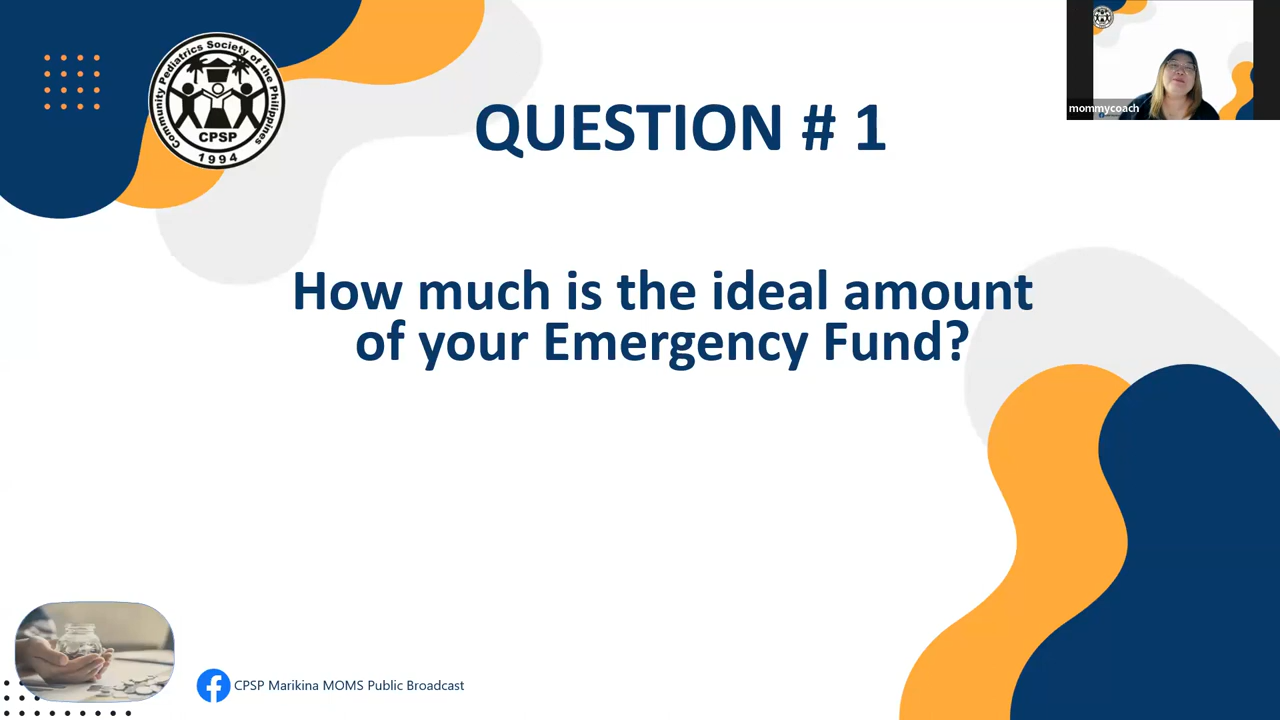 Community Pediatrics Society of the Philippines
CPSP
1994
QUESTION # 1
mommycoach
How much is the ideal amount
of your Emergency Fund?
CPSP Marikina MOMS Public Broadcast